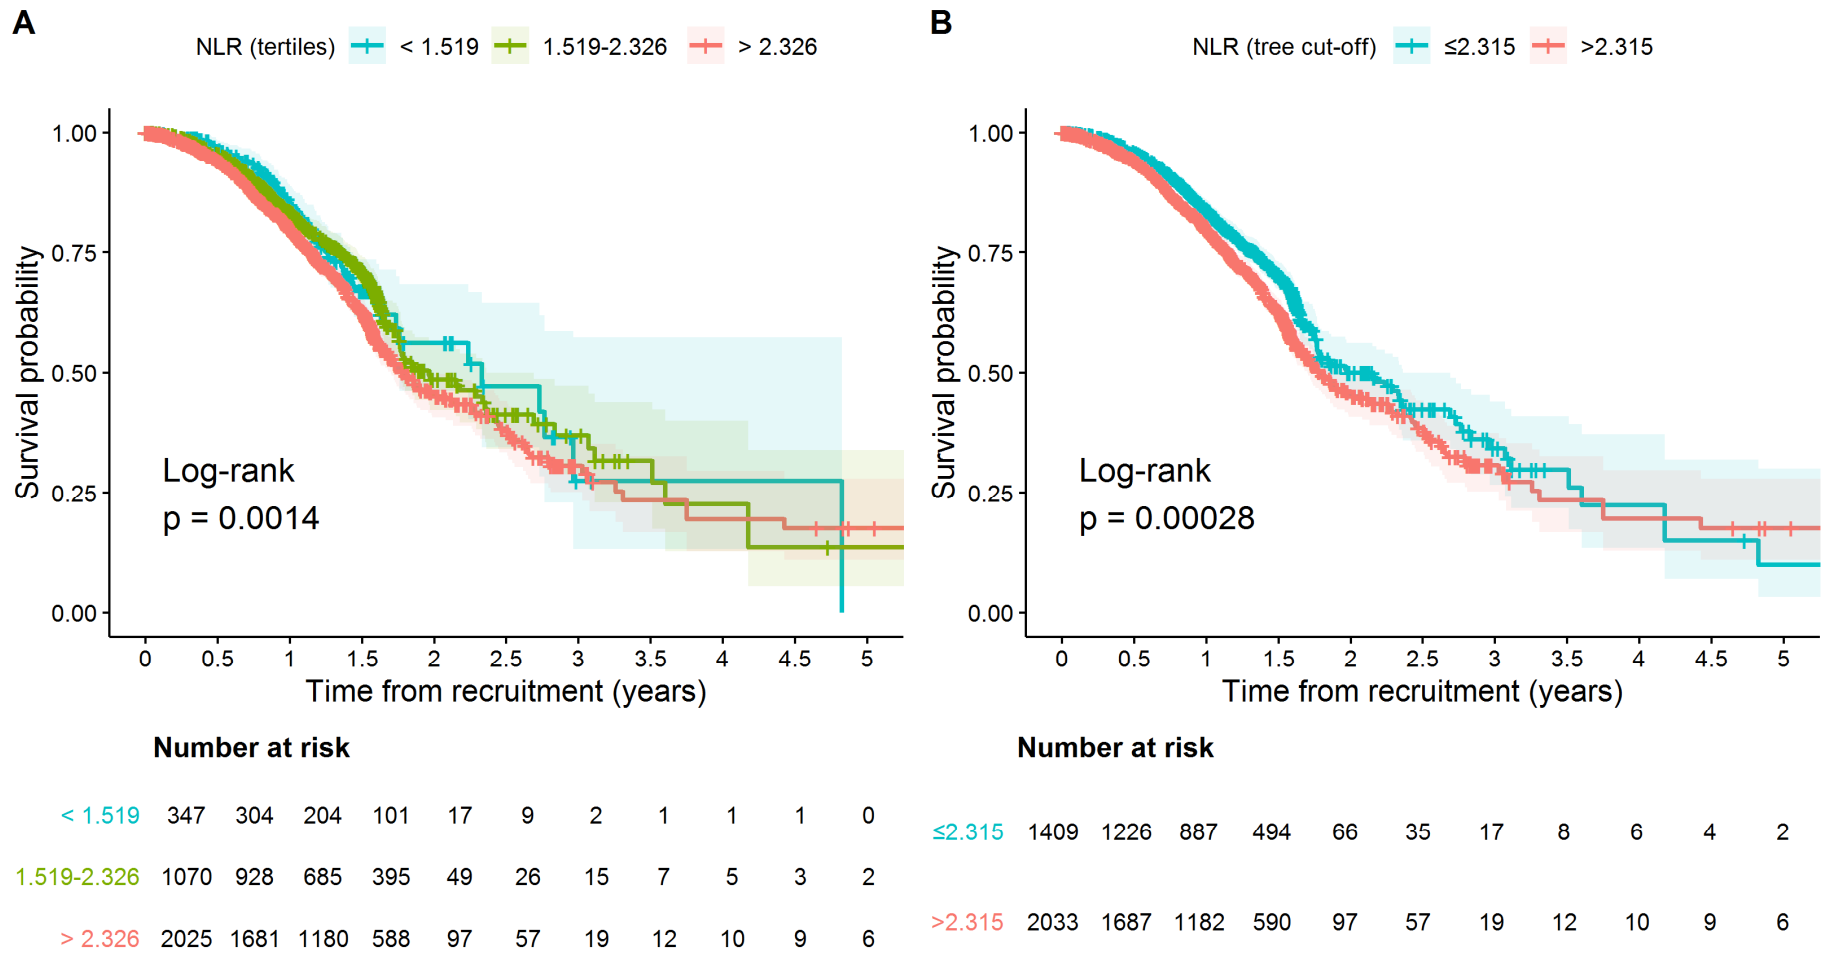 A
NLR (tertiles) < 1.519 1.519-2.326 > 2.326
Survival probability
1.00
0.75
0.50
0.25
0.00
Log-rank
p = 0.0014
0 0.5 1 1.5 2 2.5 3 3.5 4 4.5 5
Time from recruitment (years)
Number at risk
< 1.519 347 304 204 101 17 9 2 1 1 1 0
1.519-2.326 1070 928 685 395 49 26 15 7 5 3 2
> 2.326 2025 1681 1180 588 97 57 19 12 10 9 6
B
NLR (tree cut-off) ≤2.315 >2.315
Survival probability
1.00
0.75
0.50
0.25
0.00
Log-rank
p = 0.00028
0 0.5 1 1.5 2 2.5 3 3.5 4 4.5 5
Time from recruitment (years)
Number at risk
≤2.315 1409 1226 887 494 66 35 17 8 6 4 2
>2.315 2033 1687 1182 590 97 57 19 12 10 9 6